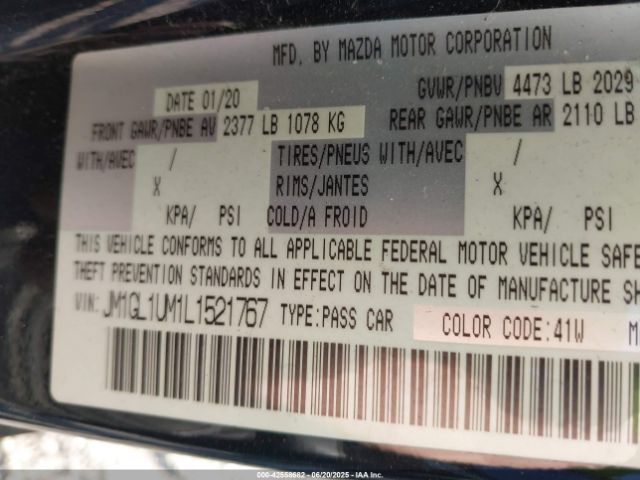 MFD. BY MAZDA MOTOR CORPORATION
DATE 01/20 GVWR/PNBV 4473 LB 2029
FRONT GAWR/PNBE AV 2377 LB 1078 KG REAR GAWR/PNBE AR 2110 LB
WITH/AVEC / TIRES/PNEUS WITH/AVEC /
X RIMS/JANTES X
KPA/ PSI COLD/A FROID KPA/ PSI
THIS VEHICLE CONFORMS TO ALL APPLICABLE FEDERAL MOTOR VEHICLE SAFE
THEFT PREVENTION STANDARDS IN EFFECT ON THE DATE OF MANUFACTURE SH
VIN: JM1GL1UM1L1521767 TYPE:PASS CAR COLOR CODE:41W M
000-42558682 - 06/20/2025 - IAA